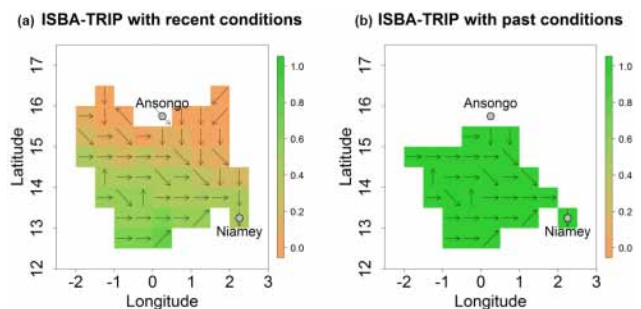 (a) ISBA-TRIP with recent conditions
17
16
15
14
13
12
Latitude
Ansongo
Niamey
-2 -1 0 1 2 3
Longitude
1.0
0.8
0.6
0.4
0.2
0.0
(b) ISBA-TRIP with past conditions
17
16
15
14
13
12
Latitude
Ansongo
Niamey
-2 -1 0 1 2 3
Longitude
1.0
0.8
0.6
0.4
0.2
0.0